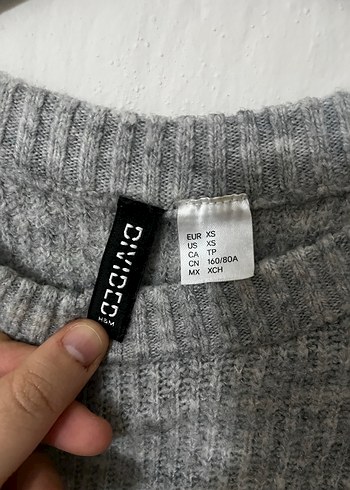 DIVIDED
H&M
EUR XS
US XS
CA TP
CN 160/80A
MX XCH